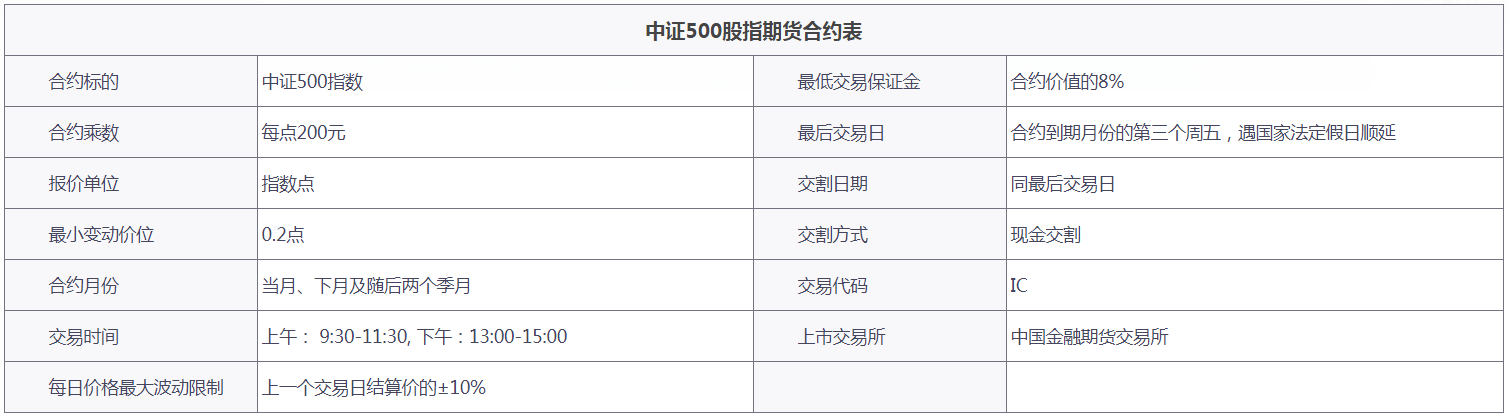 中证500股指期货合约表
合约标的 中证500指数 最低交易保证金 合约价值的8%
合约乘数 每点200元 最后交易日 合约到期月份的第三个周五，遇国家法定假日顺延
报价单位 指数点 交割日期 同最后交易日
最小变动价位 0.2点 交割方式 现金交割
合约月份 当月、下月及随后两个季月 交易代码 IC
交易时间 上午： 9:30-11:30, 下午：13:00-15:00 上市交易所 中国金融期货交易所
每日价格最大波动限制 上一个交易日结算价的±10%